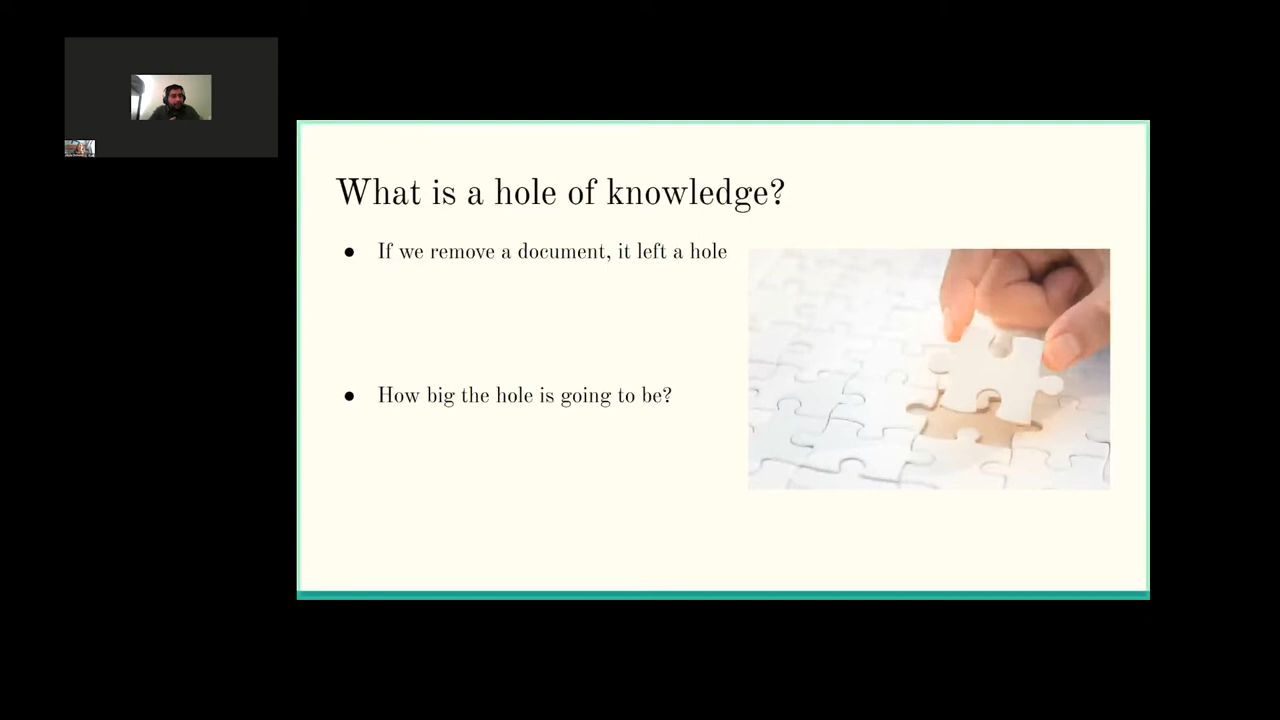 What is a hole of knowledge?
● If we remove a document, it left a hole
● How big the hole is going to be?